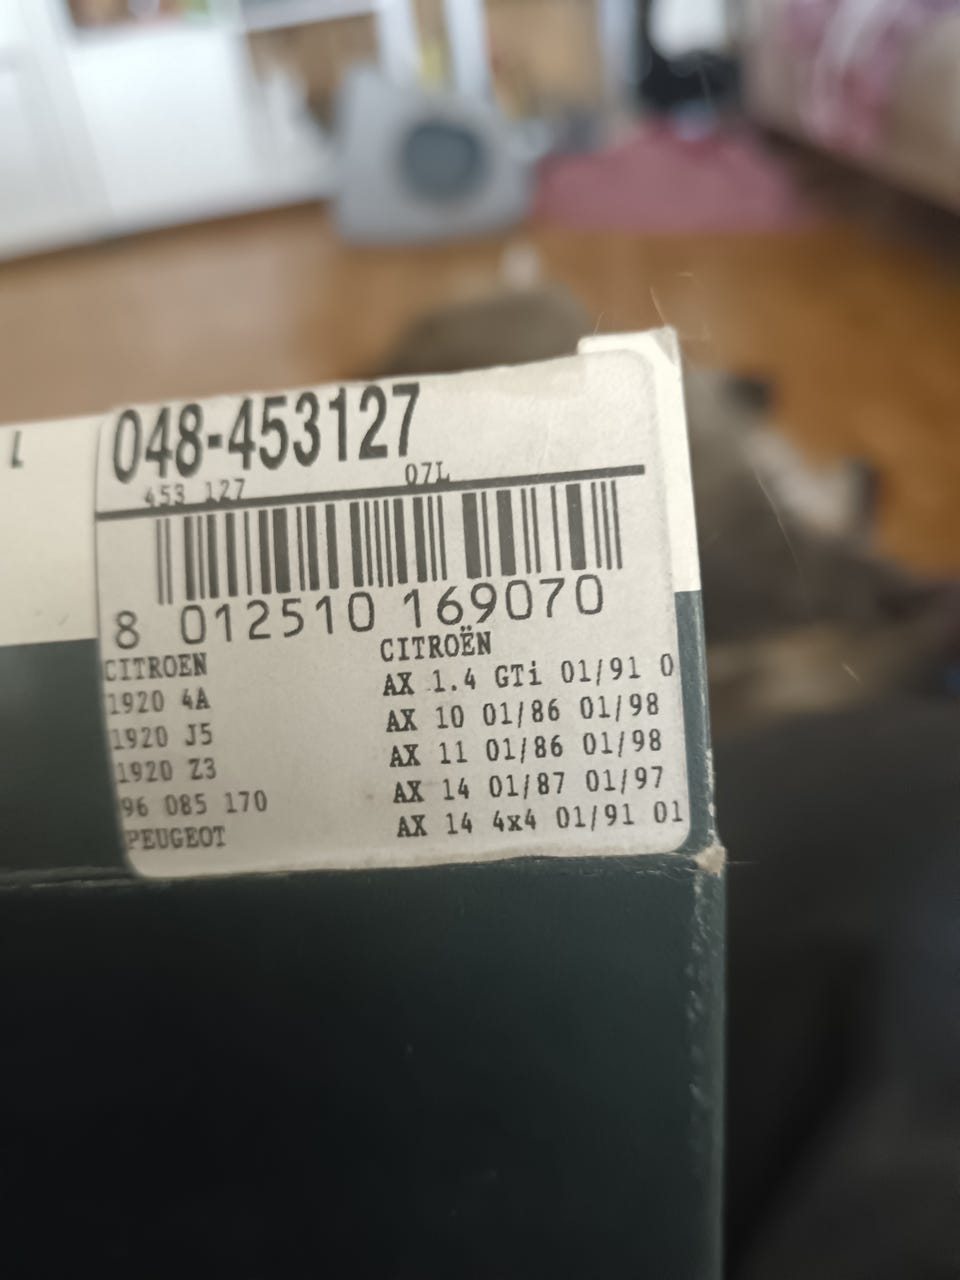 048-453127
453 127 07L
8 012510 169070
CITROEN
1920 4A
1920 J5
1920 Z3
96 085 170
PEUGEOT
CITROËN
AX 1.4 GTi 01/91 0
AX 10 01/86 01/98
AX 11 01/86 01/98
AX 14 01/87 01/97
AX 14 4x4 01/91 01